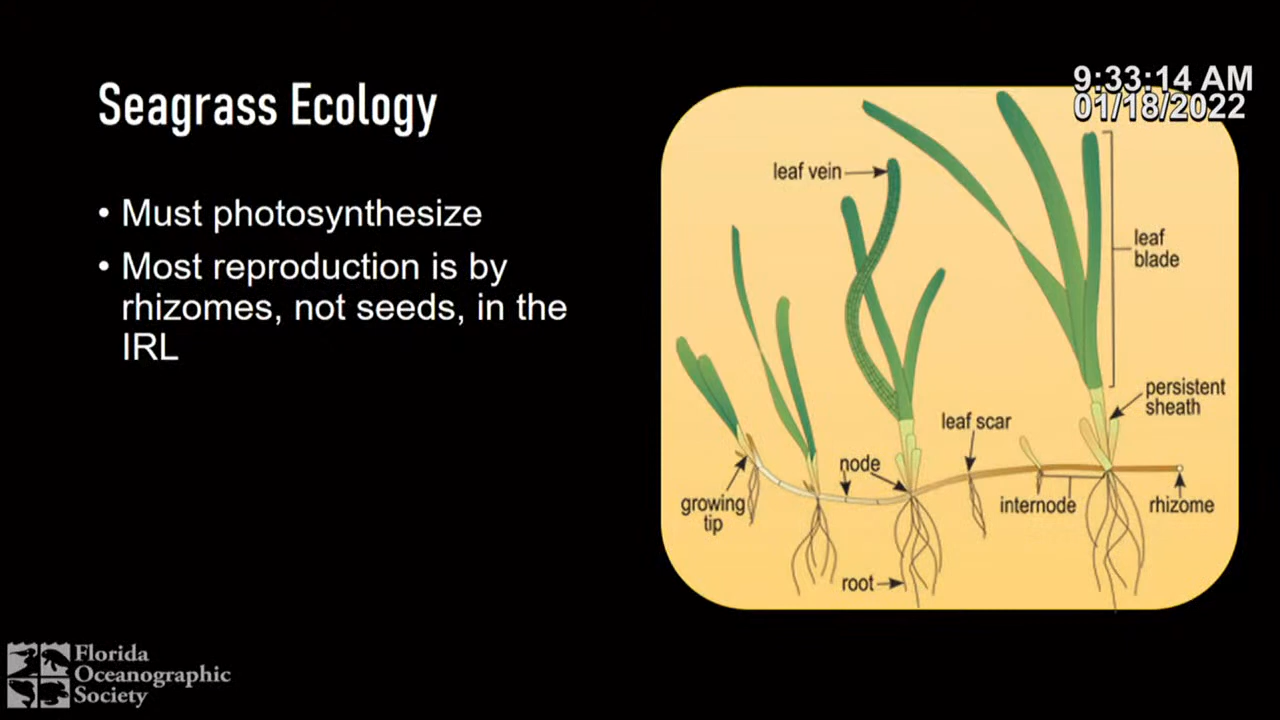 9:33:14 AM
01/18/2022
Seagrass Ecology
• Must photosynthesize
• Most reproduction is by
rhizomes, not seeds, in the
IRL
leaf vein
leaf
blade
persistent
sheath
leaf scar
node
growing
tip
internode
rhizome
root
Florida
Oceanographic
Society